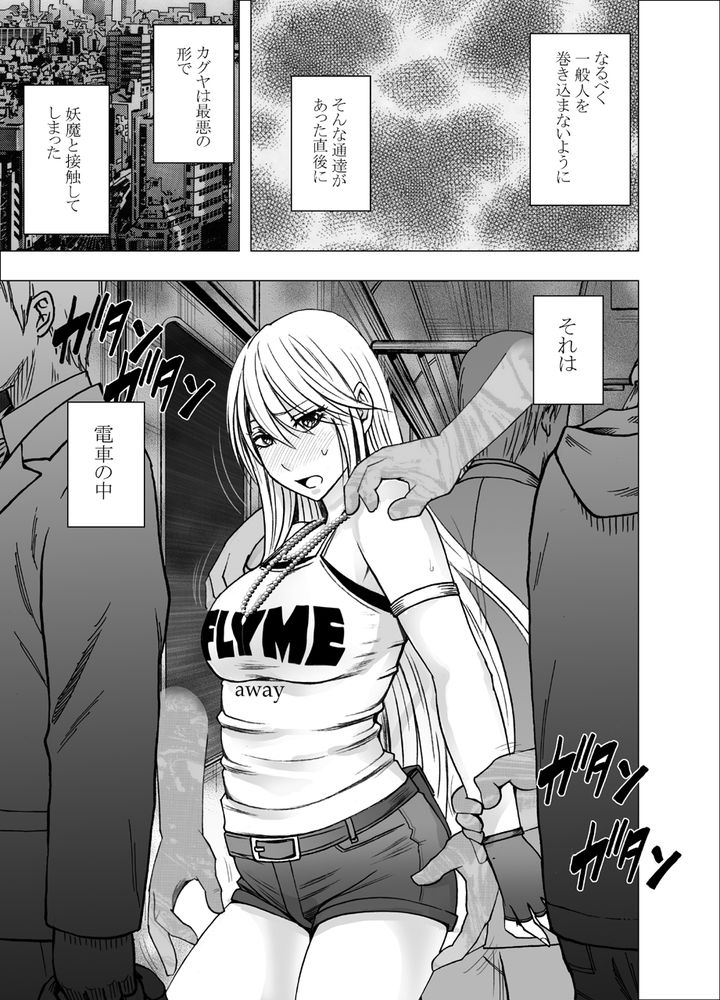 なるべく
一般人を
巻き込まないように
そんな通達が
あった直後に
カグヤは最悪の
形で
妖魔と接触して
しまった
それは
ガタン
ガタン
電車の中
FLYME
away
ガタン
ガタン